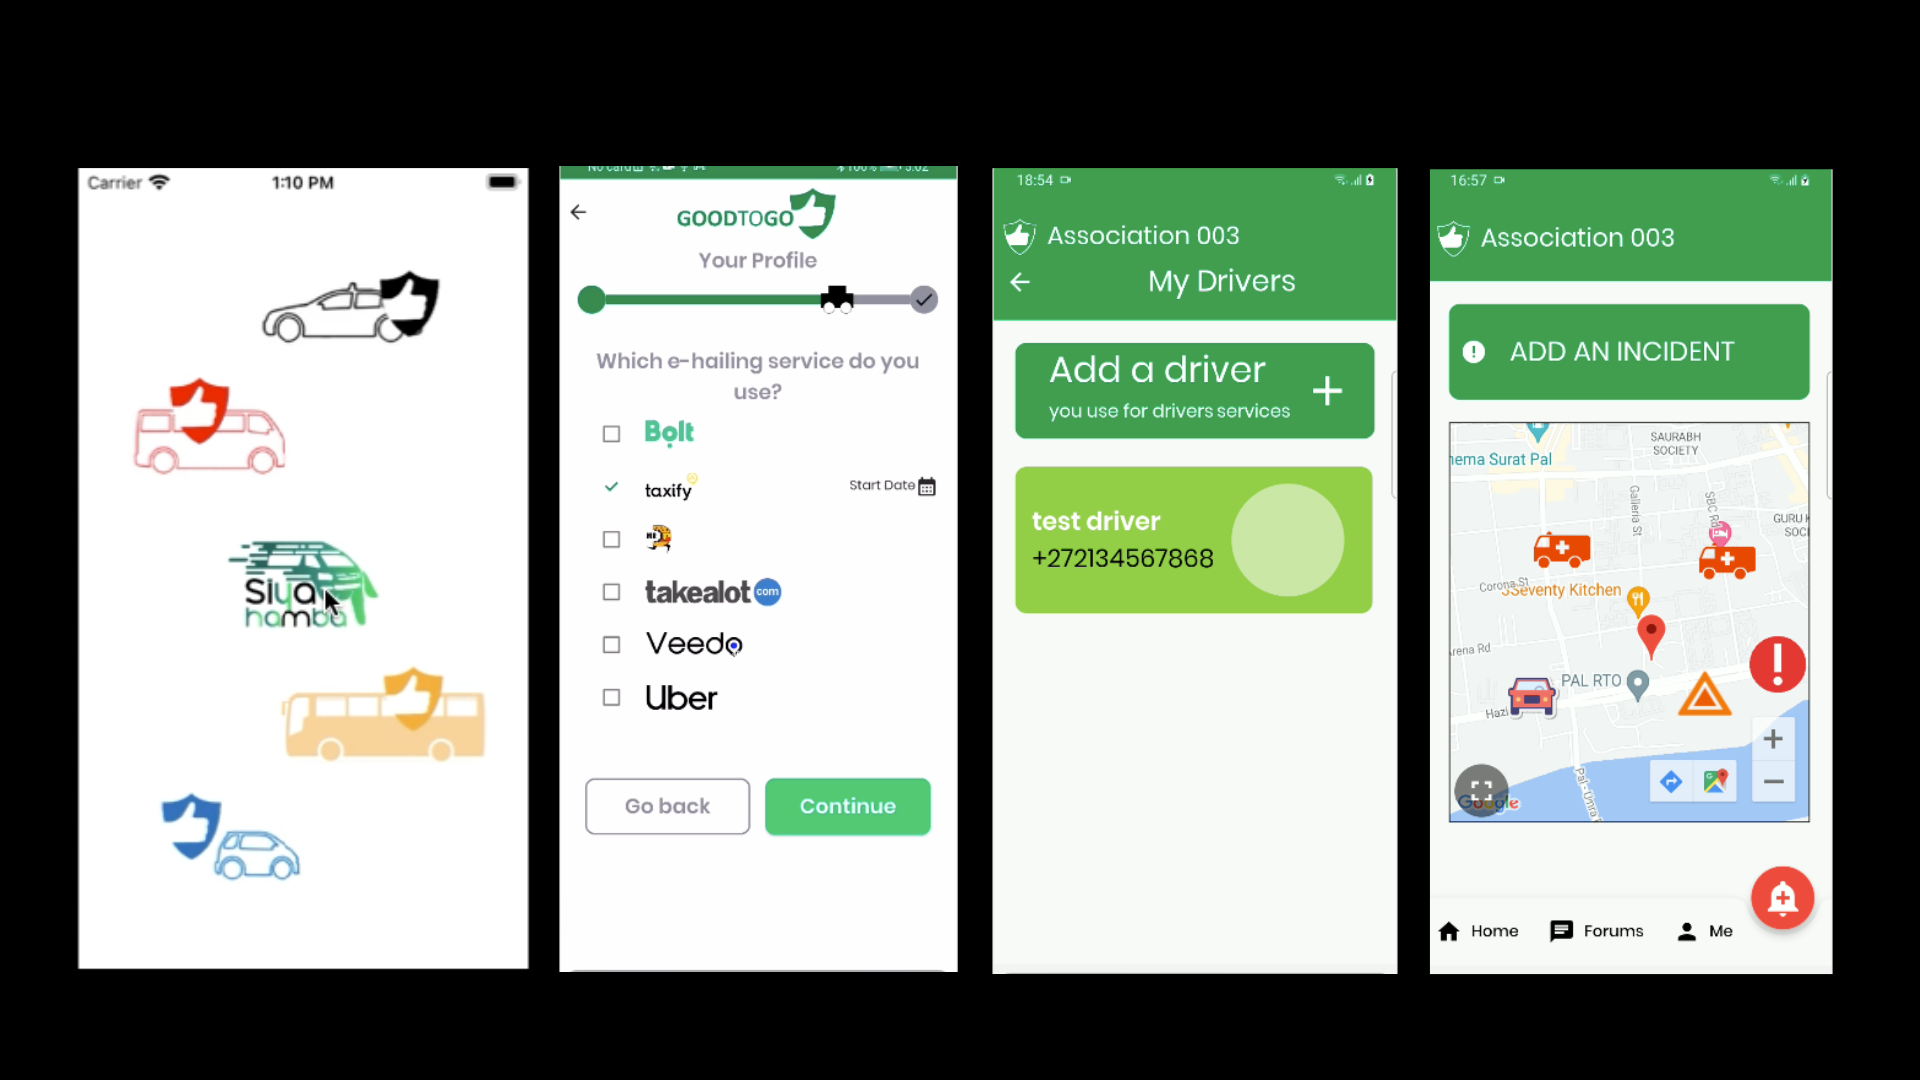 Carrier
1:10 PM
Siya
hamba
GOODTOGO
Your Profile
Which e-hailing service do you
use?
Bolt
taxify
Start Date
takealot
com
Veedo
Uber
Go back
Continue
18:54
Association 003
My Drivers
Add a driver
you use for drivers services
test driver
+272134567868
16:57
Association 003
ADD AN INCIDENT
SAURABH
SOCIETY
nema Surat Pal
Galleria St
SBC Rd
GURU
SOCI
Corona St
Seventy Kitchen
rena Rd
PAL RTO
Hazi
Pal - Umra
Google
Home
Forums
Me